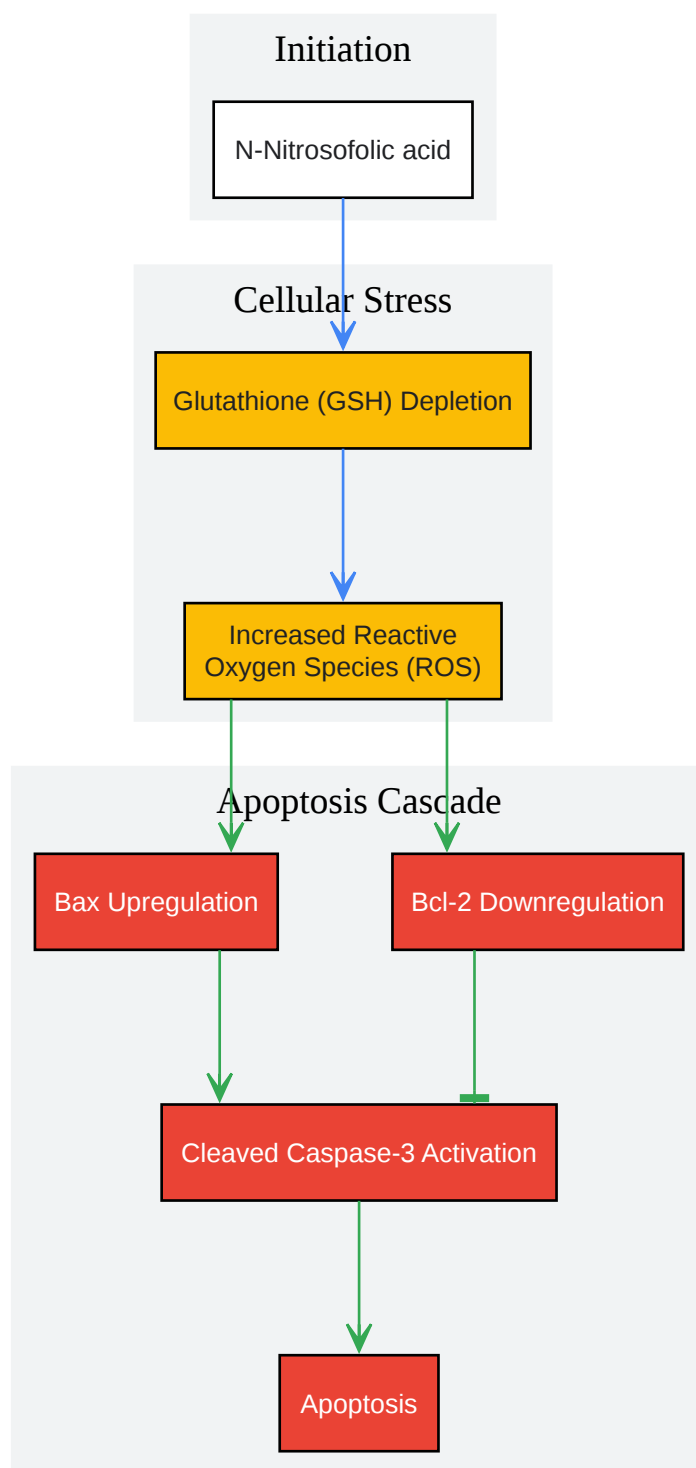 Initiation
N-Nitrosofolic acid
Cellular Stress
Glutathione (GSH) Depletion
Increased Reactive
Oxygen Species (ROS)
Apoptosis Cascade
Bax Upregulation
Bcl-2 Downregulation
Cleaved Caspase-3 Activation
Apoptosis